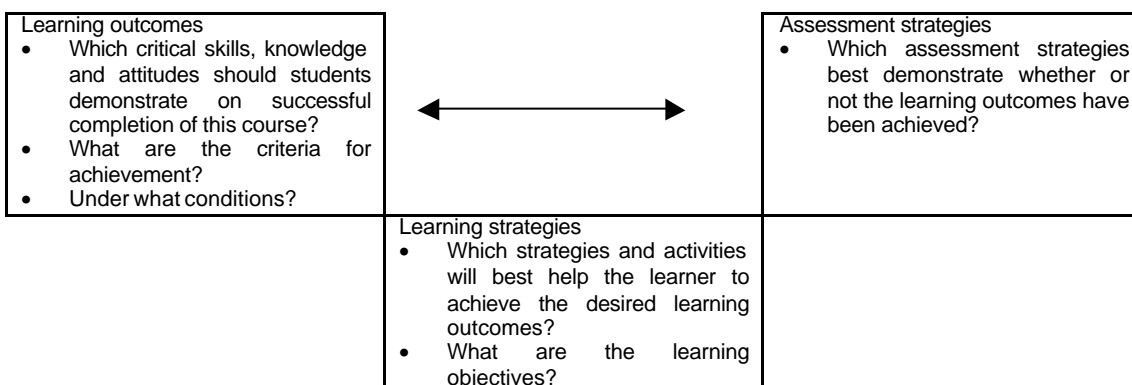 Learning outcomes
• Which critical skills, knowledge
and attitudes should students
demonstrate on successful
completion of this course?
• What are the criteria for
achievement?
• Under what conditions?
Assessment strategies
• Which assessment strategies
best demonstrate whether or
not the learning outcomes have
been achieved?
Learning strategies
• Which strategies and activities
will best help the learner to
achieve the desired learning
outcomes?
• What are the learning
objectives?